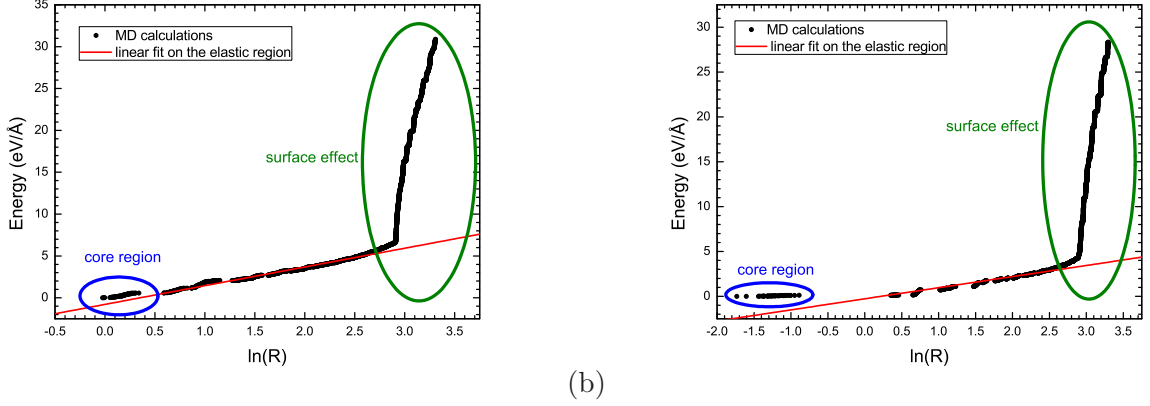 35
30
25
20
15
10
5
0
-0.5 0.0 0.5 1.0 1.5 2.0 2.5 3.0 3.5
Energy (eV/Å)
ln(R)
MD calculations
linear fit on the elastic region
surface effect
core region
30
25
20
15
10
5
0
-2.0 -1.5 -1.0 -0.5 0.0 0.5 1.0 1.5 2.0 2.5 3.0 3.5
Energy (eV/Å)
ln(R)
MD calculations
linear fit on the elastic region
surface effect
core region
(b)